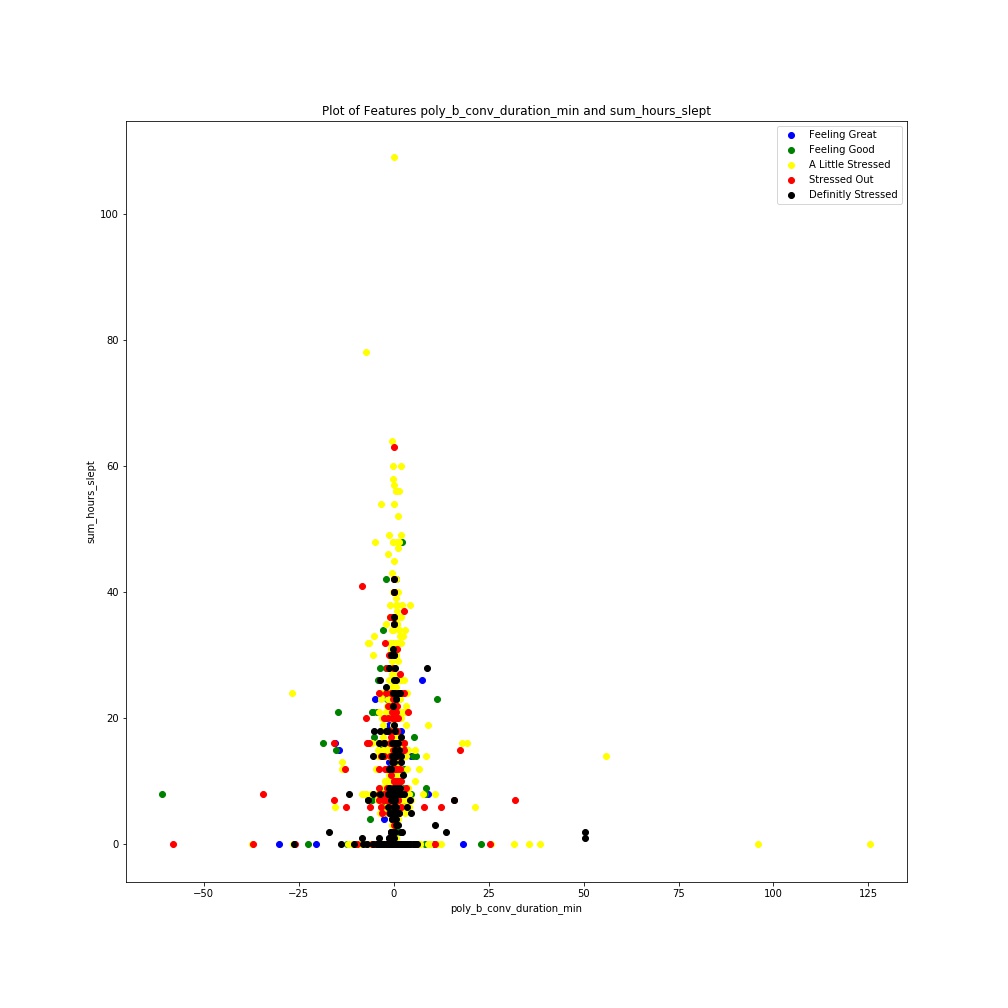 Plot of Features poly_b_conv_duration_min and sum_hours_slept
Feeling Great
Feeling Good
A Little Stressed
Stressed Out
Definitly Stressed
100
80
60
40
20
0
sum_hours_slept
−50
−25
0
25
50
75
100
125
poly_b_conv_duration_min